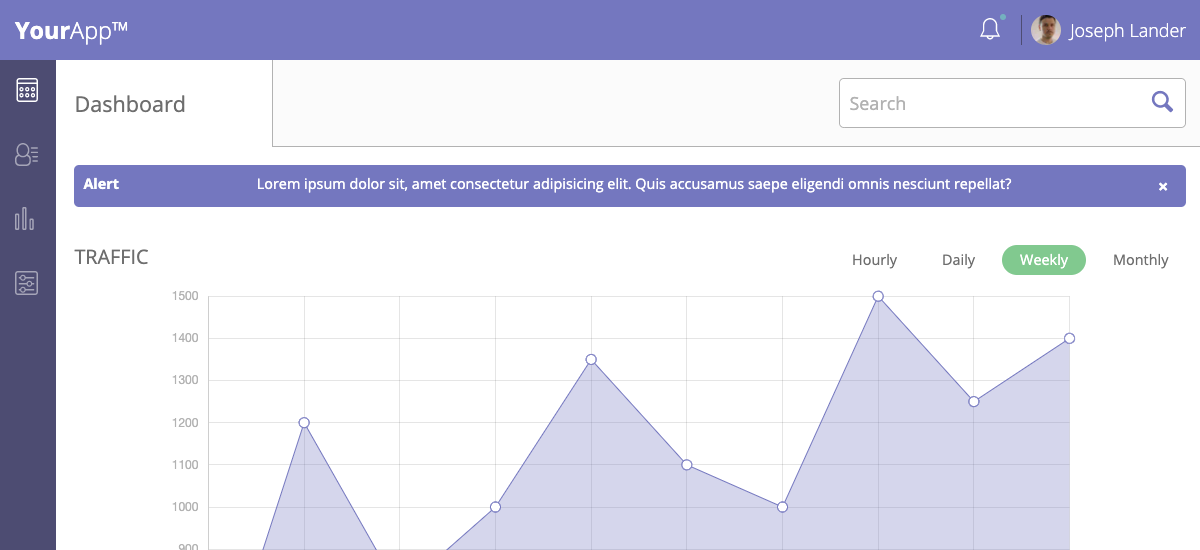 YourApp™
Joseph Lander
Dashboard
Search
Alert Lorem ipsum dolor sit, amet consectetur adipisicing elit. Quis accusamus saepe eligendi omnis nesciunt repellat? ×
TRAFFIC
Hourly Daily Weekly Monthly
1500
1400
1300
1200
1100
1000
900